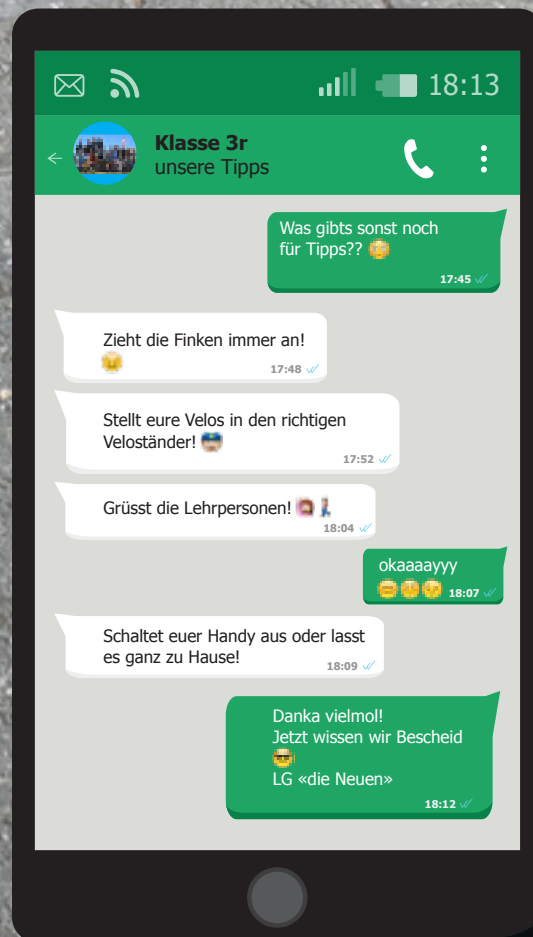 18:13
Klasse 3r
unsere Tipps
Was gibts sonst noch
für Tipps??
17:45
Zieht die Finken immer an!
17:48
Stellt eure Velos in den richtigen
Veloständer!
17:52
Grüsst die Lehrpersonen!
18:04
okaaaayyy
18:07
Schaltet euer Handy aus oder lasst
es ganz zu Hause!
18:09
Danka vielmol!
Jetzt wissen wir Bescheid
LG «die Neuen»
18:12